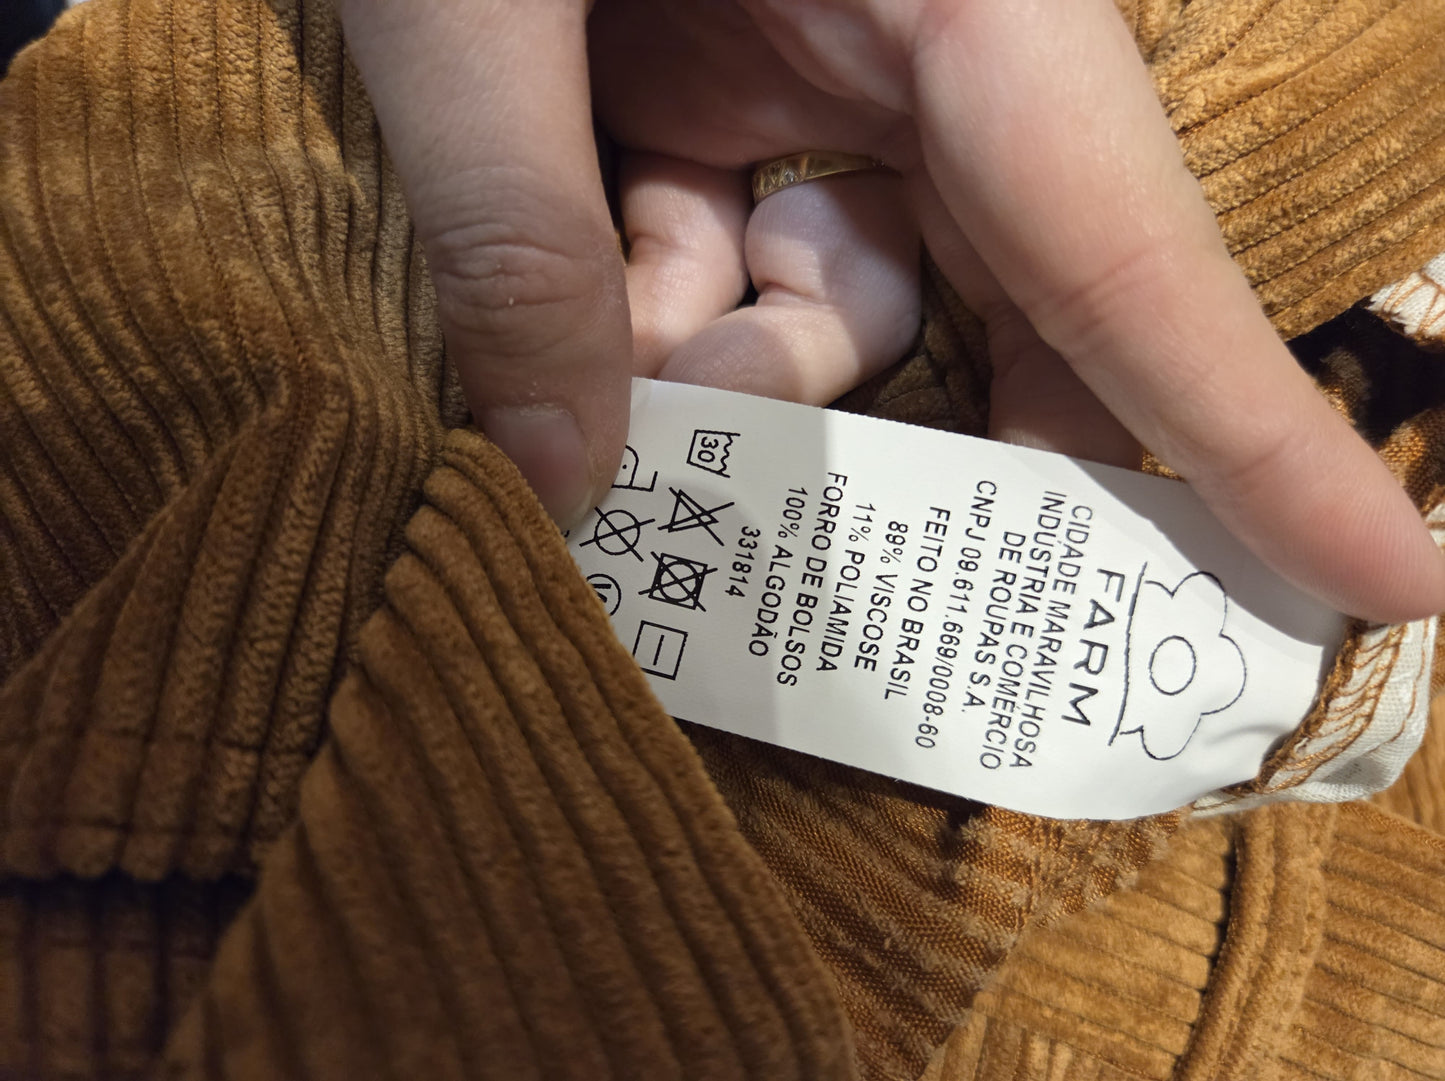 FARM
CIDADE MARAVILHOSA
INDÚSTRIA E COMÉRCIO
DE ROUPAS S.A.
CNPJ 09.611.669/0008-60
FEITO NO BRASIL
89% VISCOSE
11% POLIAMIDA
FORRO DE BOLSOS
100% ALGODÃO
331814
30